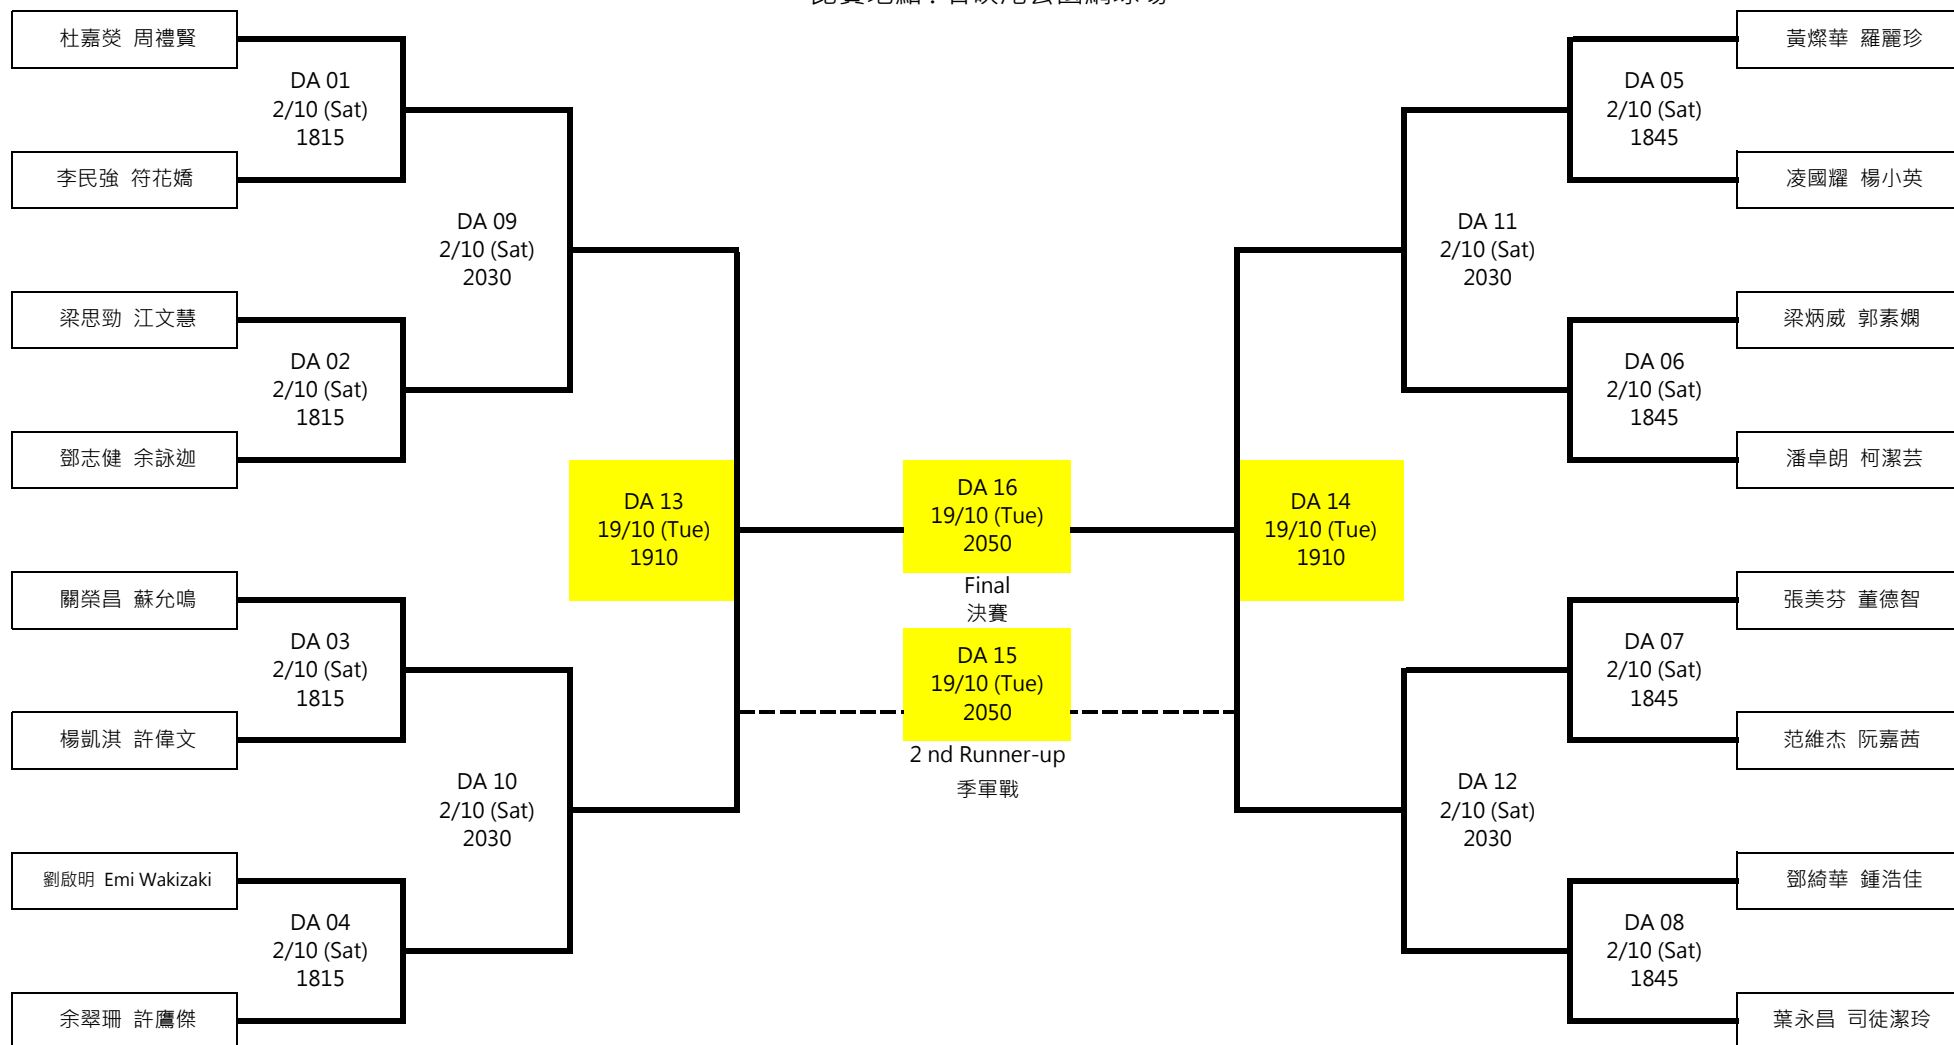 杜嘉熒 周禮賢
DA 01
2/10 (Sat)
1815
李民強 符花嬌
DA 09
2/10 (Sat)
2030
梁思勁 江文慧
DA 02
2/10 (Sat)
1815
鄧志健 余詠迦
DA 13
19/10 (Tue)
1910
關榮昌 蘇允鳴
DA 03
2/10 (Sat)
1815
楊凱淇 許偉文
DA 10
2/10 (Sat)
2030
劉啟明 Emi Wakizaki
DA 04
2/10 (Sat)
1815
余翠珊 許鷹傑
DA 16
19/10 (Tue)
2050
Final
決賽
DA 15
19/10 (Tue)
2050
2 nd Runner-up
季軍戰
黃燦華 羅麗珍
DA 05
2/10 (Sat)
1845
凌國耀 楊小英
DA 11
2/10 (Sat)
2030
梁炳威 郭素嫻
DA 06
2/10 (Sat)
1845
潘卓朗 柯潔芸
DA 14
19/10 (Tue)
1910
張美芬 董德智
DA 07
2/10 (Sat)
1845
范維杰 阮嘉茜
DA 12
2/10 (Sat)
2030
鄧綺華 鍾浩佳
DA 08
2/10 (Sat)
1845
葉永昌 司徒潔玲